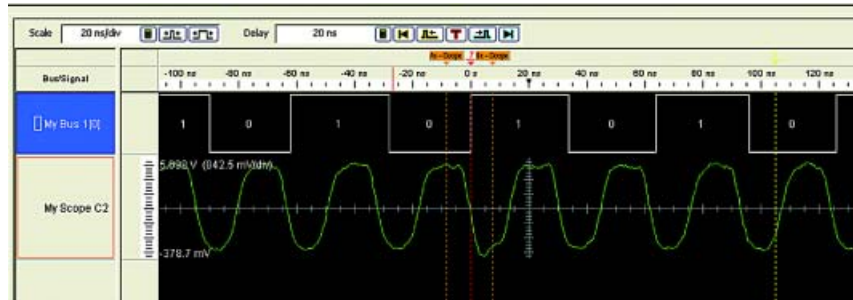 Scale 20 ns/div Delay 20 ns
T
Bus/Signal -100 ns -80 ns -60 ns -40 ns -20 ns 0 s 20 ns 40 ns 60 ns 80 ns 100 ns 120 ns
My Bus 1[0] 1 0 1 0 1 0 1 0
My Scope C2 5.898 V (842.5 mV/div)
-378.7 mV